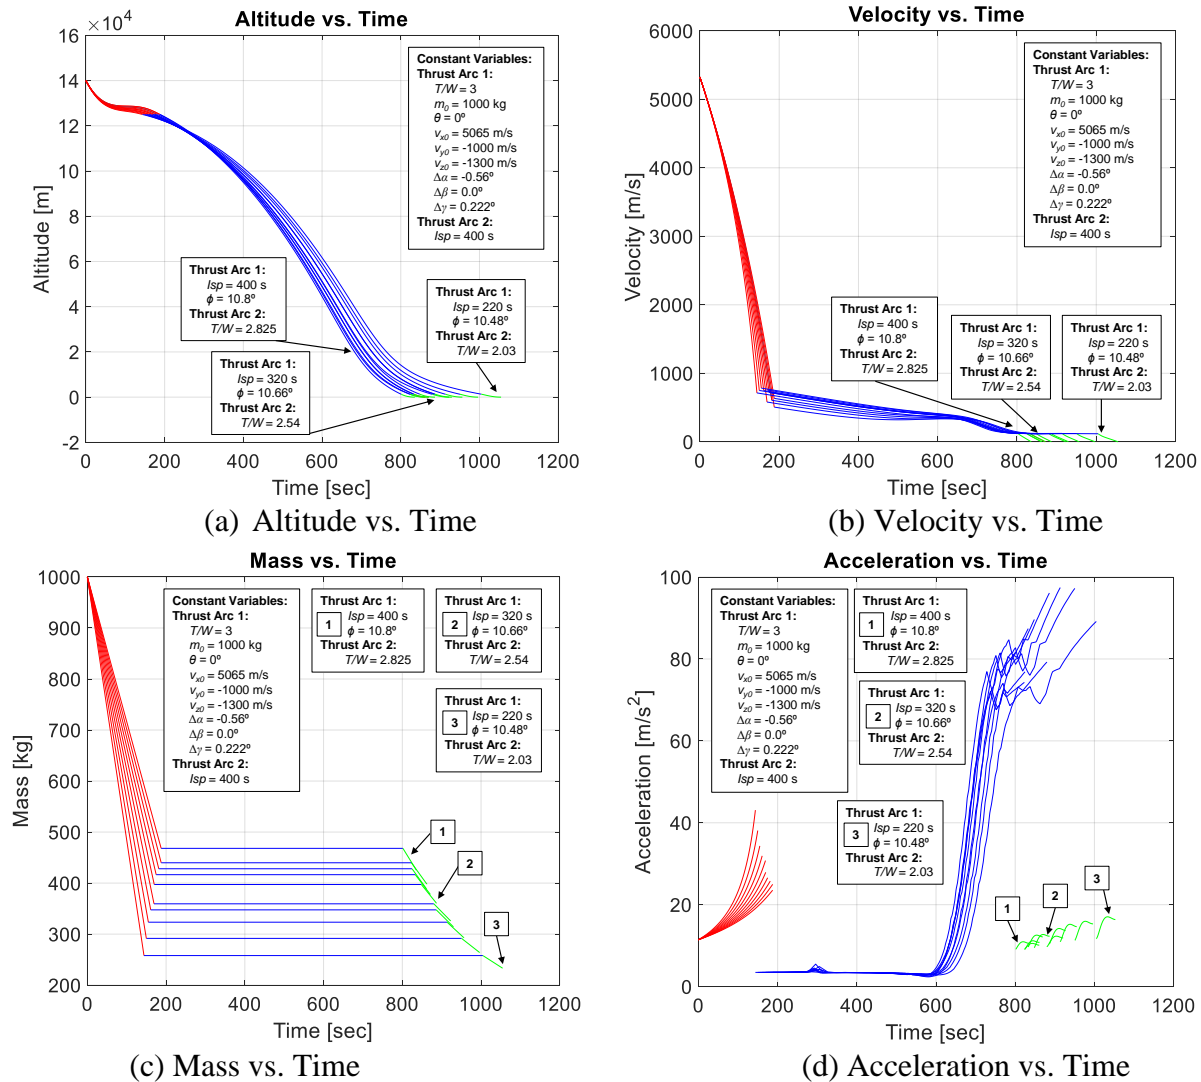 Altitude vs. Time
×10⁴
16
14
12
10
8
6
4
2
0
-2
Altitude [m]
0 200 400 600 800 1000 1200
Time [sec]
Constant Variables:
Thrust Arc 1:
T/W = 3
m₀ = 1000 kg
θ = 0º
vx0 = 5065 m/s
vy0 = -1000 m/s
vz0 = -1300 m/s
Δα = -0.56º
Δβ = 0.0º
Δγ = 0.222º
Thrust Arc 2:
Isp = 400 s
Thrust Arc 1:
Isp = 400 s
ϕ = 10.8º
Thrust Arc 2:
T/W = 2.825
Thrust Arc 1:
Isp = 220 s
ϕ = 10.48º
Thrust Arc 2:
T/W = 2.03
Thrust Arc 1:
Isp = 320 s
ϕ = 10.66º
Thrust Arc 2:
T/W = 2.54
(a) Altitude vs. Time
Velocity vs. Time
6000
5000
4000
3000
2000
1000
0
Velocity [m/s]
0 200 400 600 800 1000 1200
Time [sec]
Constant Variables:
Thrust Arc 1:
T/W = 3
m₀ = 1000 kg
θ = 0º
vx0 = 5065 m/s
vy0 = -1000 m/s
vz0 = -1300 m/s
Δα = -0.56º
Δβ = 0.0º
Δγ = 0.222º
Thrust Arc 2:
Isp = 400 s
Thrust Arc 1:
Isp = 400 s
ϕ = 10.8º
Thrust Arc 2:
T/W = 2.825
Thrust Arc 1:
Isp = 320 s
ϕ = 10.66º
Thrust Arc 2:
T/W = 2.54
Thrust Arc 1:
Isp = 220 s
ϕ = 10.48º
Thrust Arc 2:
T/W = 2.03
(b) Velocity vs. Time
Mass vs. Time
1000
900
800
700
600
500
400
300
200
Mass [kg]
0 200 400 600 800 1000 1200
Time [sec]
Constant Variables:
Thrust Arc 1:
T/W = 3
m₀ = 1000 kg
θ = 0º
vx0 = 5065 m/s
vy0 = -1000 m/s
vz0 = -1300 m/s
Δα = -0.56º
Δβ = 0.0º
Δγ = 0.222º
Thrust Arc 2:
Isp = 400 s
Thrust Arc 1:
1 Isp = 400 s
ϕ = 10.8º
Thrust Arc 2:
T/W = 2.825
Thrust Arc 1:
2 Isp = 320 s
ϕ = 10.66º
Thrust Arc 2:
T/W = 2.54
Thrust Arc 1:
3 Isp = 220 s
ϕ = 10.48º
Thrust Arc 2:
T/W = 2.03
1
2
3
(c) Mass vs. Time
Acceleration vs. Time
100
80
60
40
20
0
Acceleration [m/s²]
0 200 400 600 800 1000 1200
Time [sec]
Constant Variables:
Thrust Arc 1:
T/W = 3
m₀ = 1000 kg
θ = 0º
vx0 = 5065 m/s
vy0 = -1000 m/s
vz0 = -1300 m/s
Δα = -0.56º
Δβ = 0.0º
Δγ = 0.222º
Thrust Arc 2:
Isp = 400 s
Thrust Arc 1:
1 Isp = 400 s
ϕ = 10.8º
Thrust Arc 2:
T/W = 2.825
Thrust Arc 1:
2 Isp = 320 s
ϕ = 10.66º
Thrust Arc 2:
T/W = 2.54
Thrust Arc 1:
3 Isp = 220 s
ϕ = 10.48º
Thrust Arc 2:
T/W = 2.03
1
2
3
(d) Acceleration vs. Time